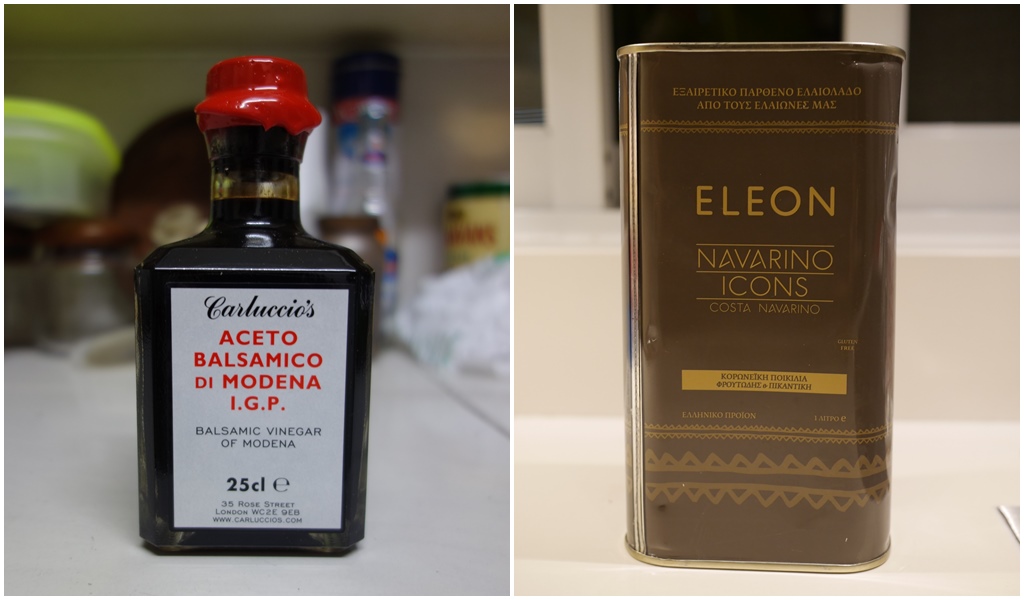 Carluccio's
ACETO
BALSAMICO
DI MODENA
I.G.P.
BALSAMIC VINEGAR
OF MODENA
25cl ℮
35 ROSE STREET
LONDON WC2E 9EB
WWW.CARLUCCIOS.COM
ΕΞΑΙΡΕΤΙΚΟ ΠΑΡΘΕΝΟ ΕΛΑΙΟΛΑΔΟ
ΑΠΟ ΤΟΥΣ ΕΛΑΙΩΝΕΣ ΜΑΣ
ELEON
NAVARINO
ICONS
COSTA NAVARINO
GLUTEN
FREE
ΚΟΡΩΝΕΪΚΗ ΠΟΙΚΙΛΙΑ
ΦΡΟΥΤΩΔΗΣ & ΠΙΚΑΝΤΙΚΗ
ΕΛΛΗΝΙΚΟ ΠΡΟΪΟΝ
1 ΛΙΤΡΟ ℮